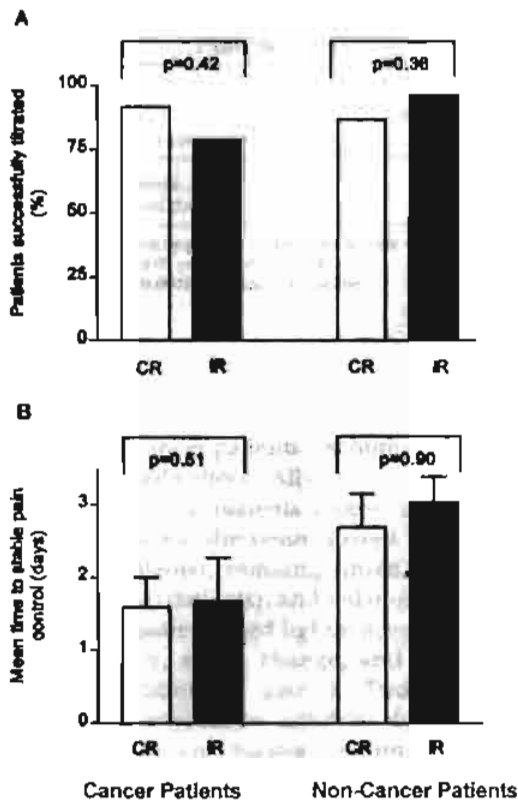 A
p=0.42
p=0.36
Patients successfully titrated
(%)
100
75
50
25
0
CR
IR
CR
IR
B
p=0.51
p=0.90
Mean time to stable pain
control (days)
3
2
1
0
CR
IR
CR
IR
Cancer Patients
Non-Cancer Patients